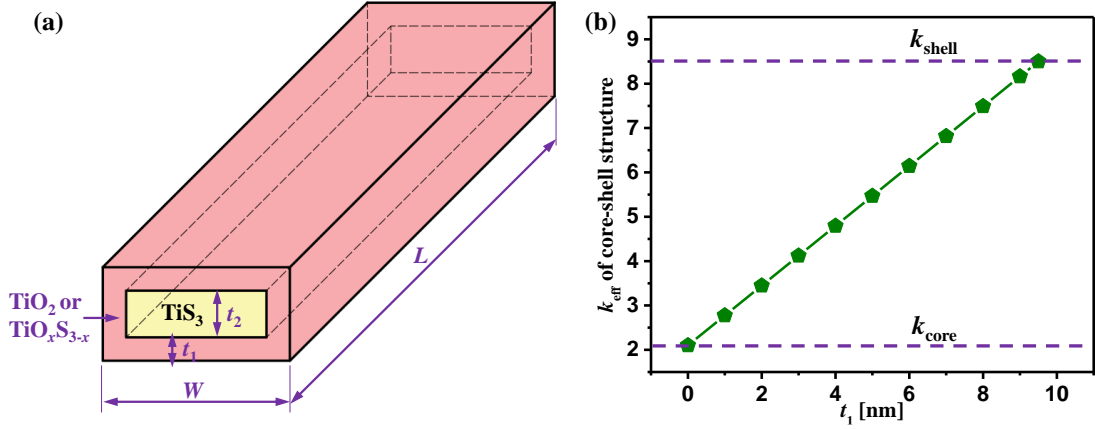 (a)
TiO2 or
TiOxS3-x
TiS3
t2
t1
W
L
(b)
keff of core-shell structure
9
8
7
6
5
4
3
2
kshell
kcore
0
2
4
6
8
10
t1 [nm]